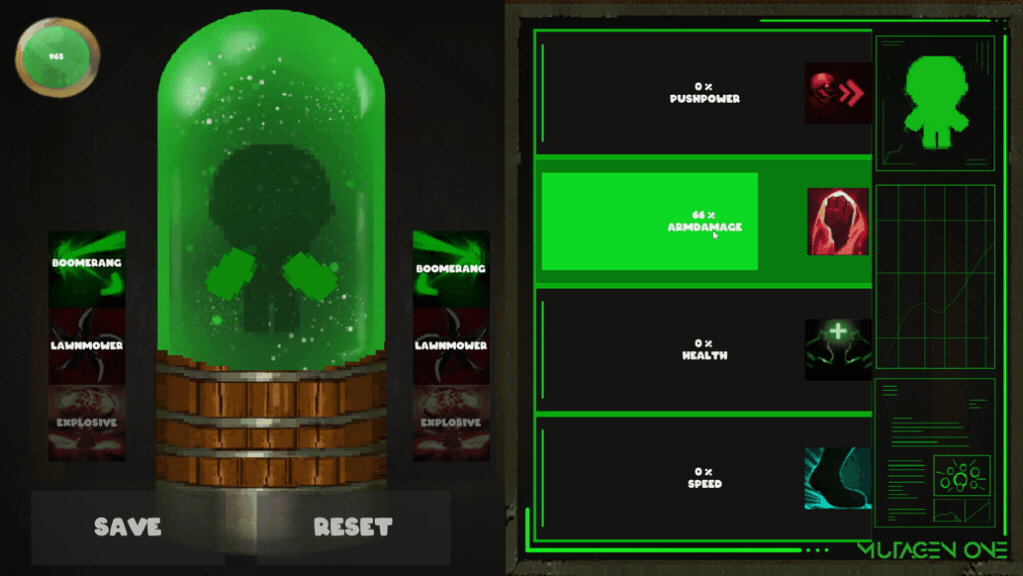 965
BOOMERANG
LAWNMOWER
EXPLOSIVE
BOOMERANG
LAWNMOWER
EXPLOSIVE
SAVE
RESET
0 %
PUSHPOWER
66 %
ARMDAMAGE
0 %
HEALTH
0 %
SPEED
MUTAGEN ONE